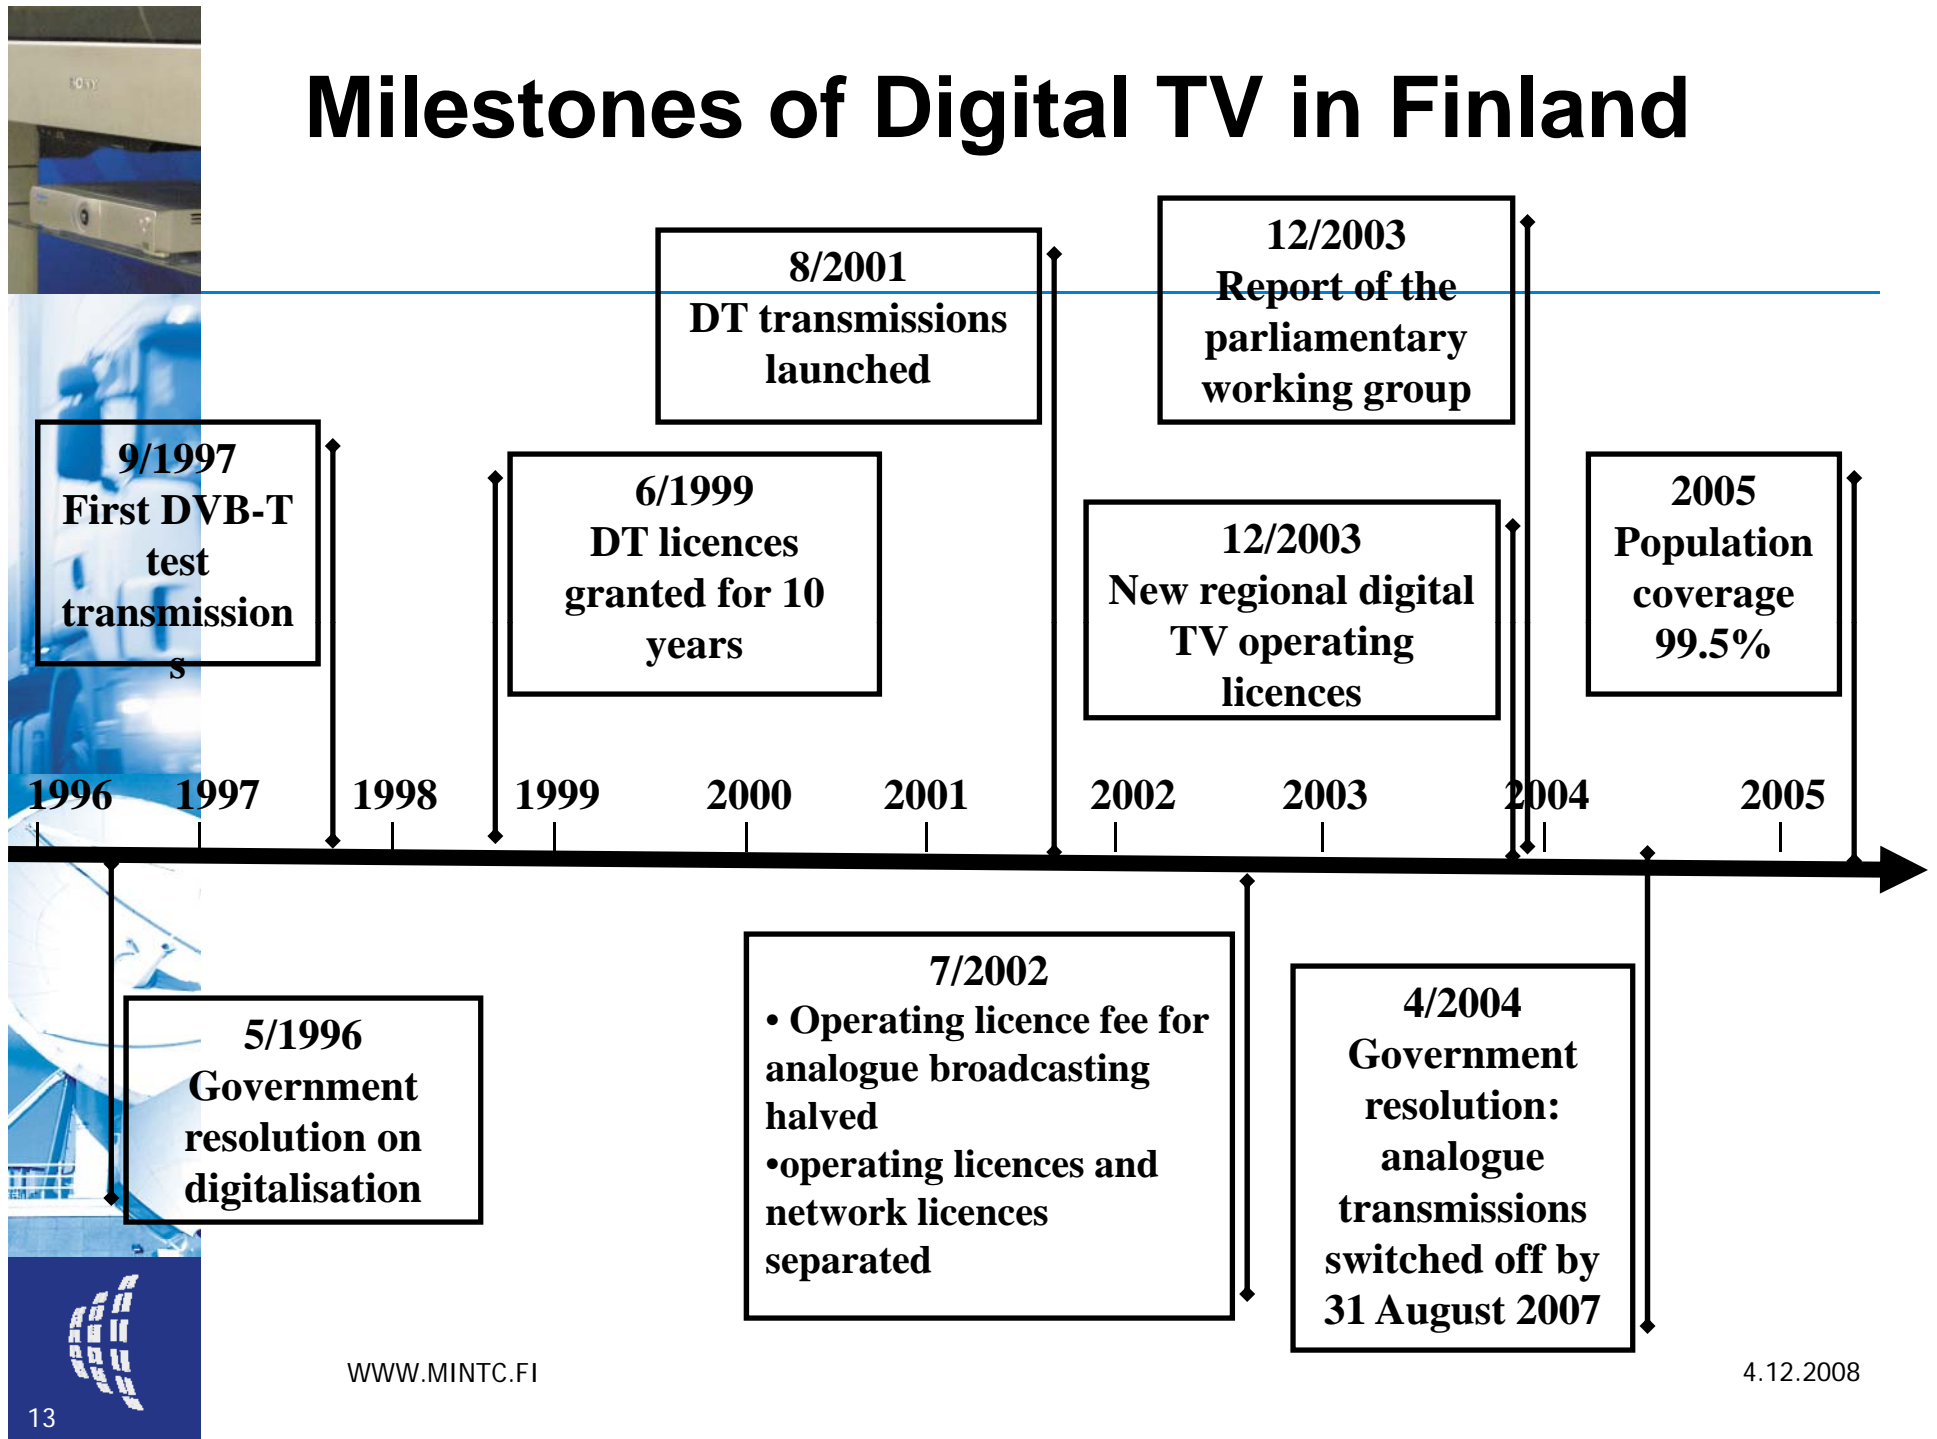 SONY
Milestones of Digital TV in Finland
8/2001
DT transmissions
launched
12/2003
Report of the
parliamentary
working group
9/1997
First DVB-T
test
transmission
s
6/1999
DT licences
granted for 10
years
12/2003
New regional digital
TV operating
licences
2005
Population
coverage
99.5%
1996
1997
1998
1999
2000
2001
2002
2003
2004
2005
5/1996
Government
resolution on
digitalisation
7/2002
• Operating licence fee for
analogue broadcasting
halved
•operating licences and
network licences
separated
4/2004
Government
resolution:
analogue
transmissions
switched off by
31 August 2007
WWW.MINTC.FI
4.12.2008
13